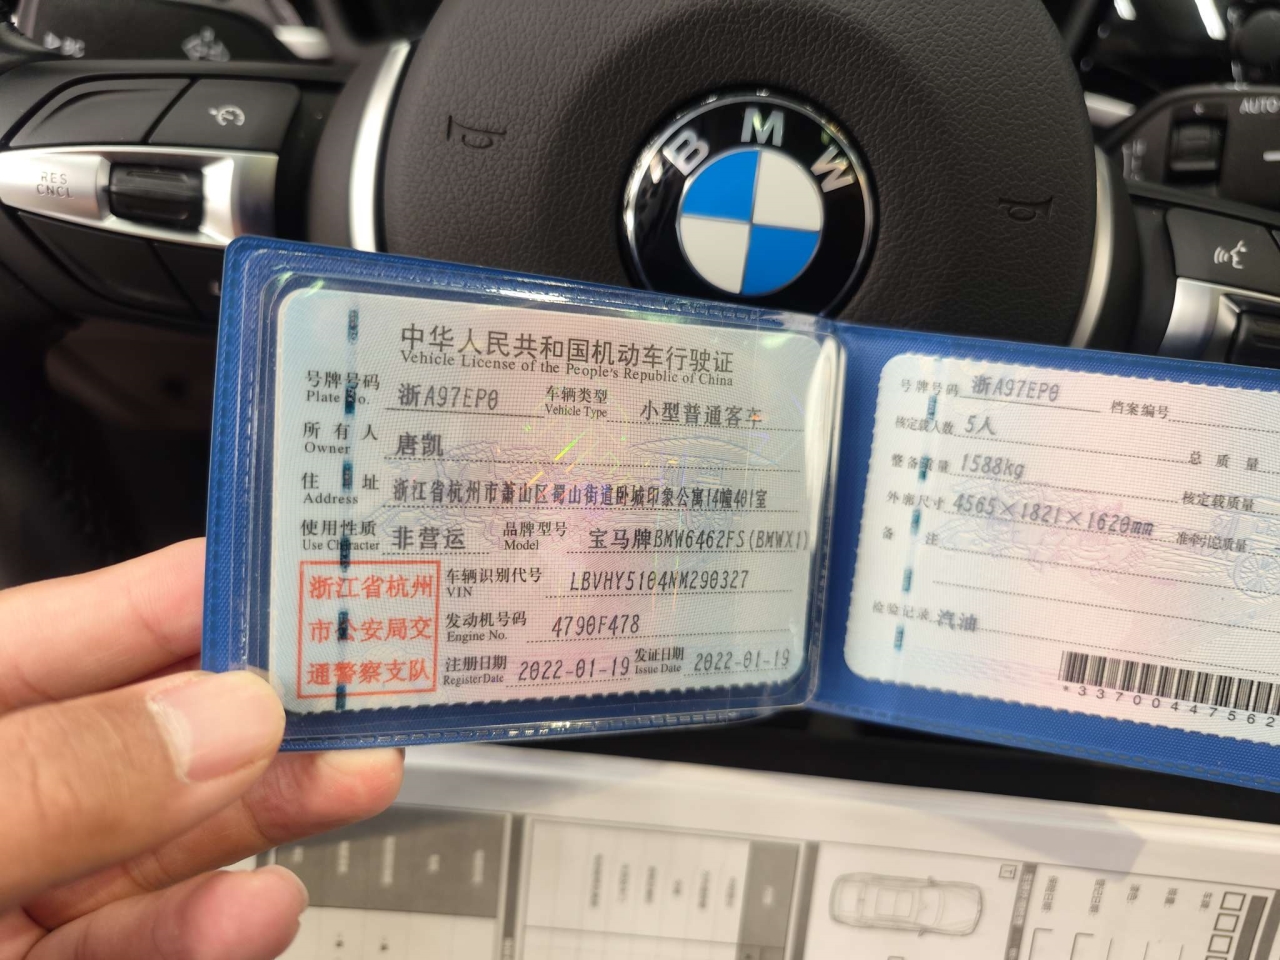 RES
CNCL
BMW
AUTO
中华人民共和国机动车行驶证
Vehicle License of the People's Republic of China
号牌号码 浙A97EP0 车辆类型 小型普通客车
Plate No. Vehicle Type
所有人 唐凯
Owner
住址 浙江省杭州市萧山区蜀山街道卧城印象公寓14幢401室
Address
使用性质 非营运 品牌型号 宝马牌BMW6462FS(BMWX1)
Use Character Model
浙江省杭州
市公安局交
通警察支队
车辆识别代号 LBVHY5104NM290327
VIN
发动机号码 4790F478
Engine No.
注册日期 2022-01-19 发证日期 2022-01-19
Register Date Issue Date
号牌号码 浙A97EP0 档案编号
核定载人数 5人 总质量
整备质量 1588kg 核定载质量
外廓尺寸 4565×1821×1620mm 准牵引总质量
备注
检验记录 汽油
*33700447562